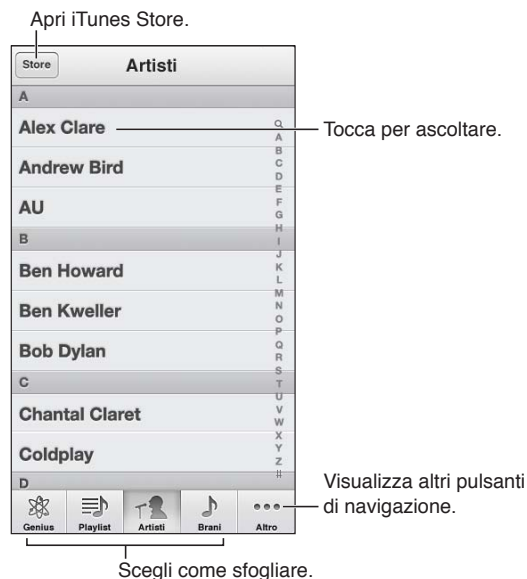 Apri iTunes Store.
Store
Artisti
A
Alex Clare
Tocca per ascoltare.
Andrew Bird
AU
B
Ben Howard
Ben Kweller
Bob Dylan
C
Chantal Claret
Coldplay
D
A
B
C
D
E
F
G
H
I
J
K
L
M
N
O
P
Q
R
S
T
U
V
W
X
Y
Z
#
Visualizza altri pulsanti
di navigazione.
Genius Playlist Artisti Brani Altro
Scegli come sfogliare.